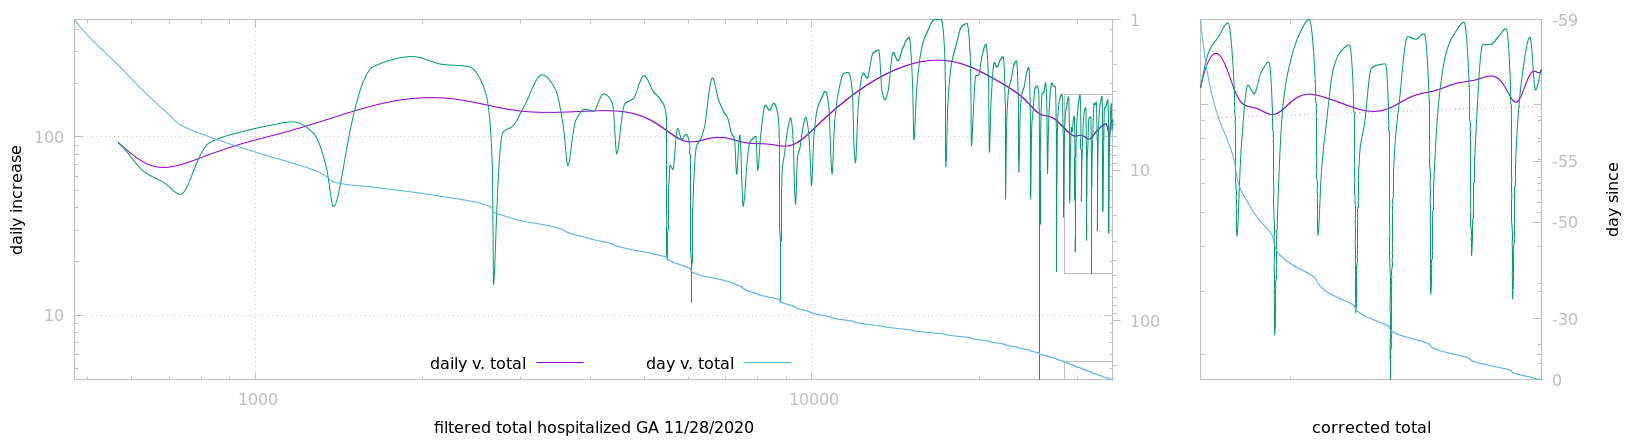 daily increase
100
10
1000
10000
1
10
100
daily v. total
day v. total
filtered total hospitalized GA 11/28/2020
-59
-55
-50
-30
0
day since
corrected total